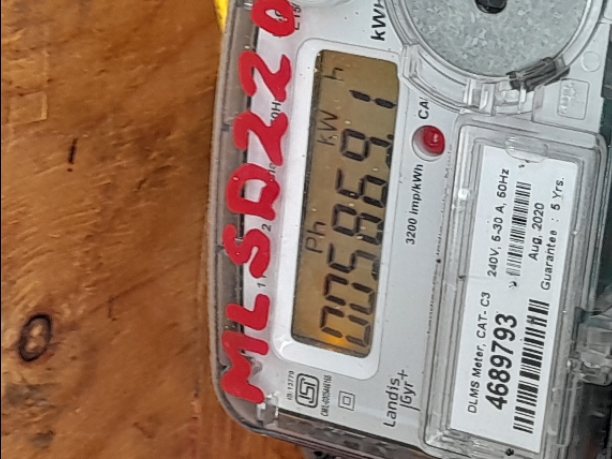 MLSD220
kWh
Ph kW h
005869.1
CAL
3200 imp/kWh
Landis
Gyr+
DLMS Meter, CAT- C3
240V, 5-30 A, 50Hz
4689793
Aug, 2020
Guarantee : 5 Yrs.